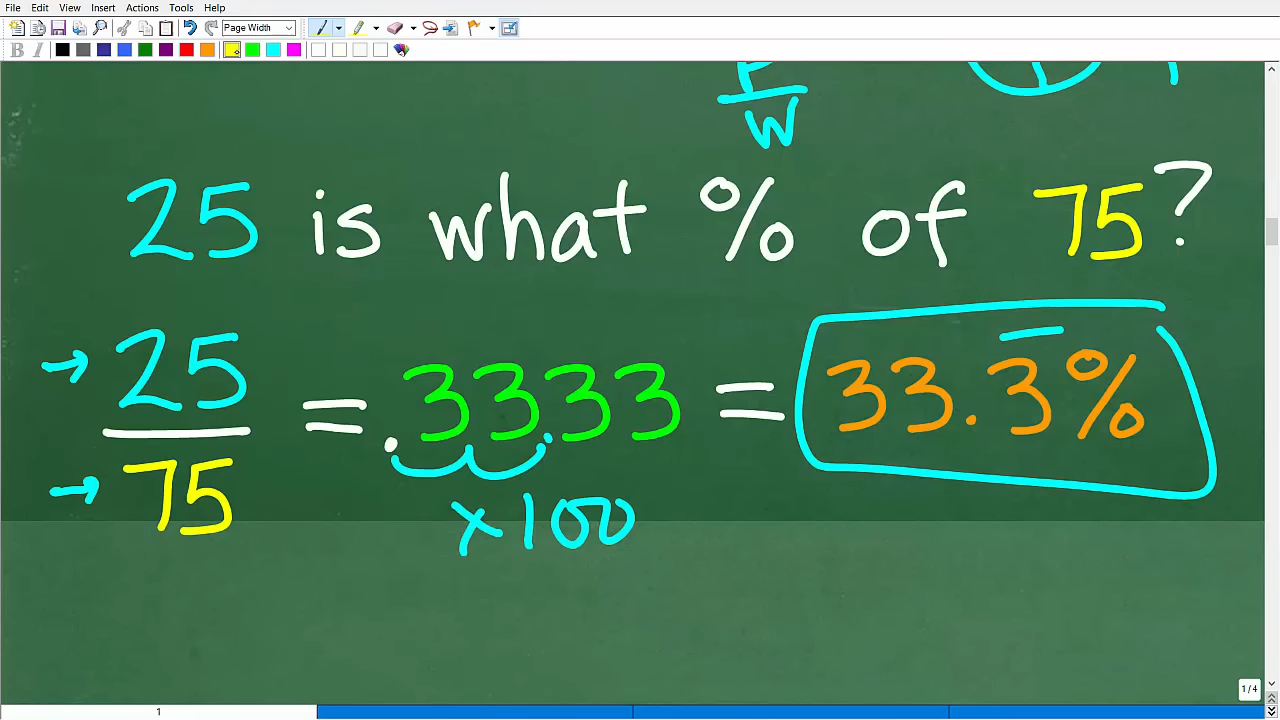 File Edit View Insert Actions Tools Help
Page Width
B I
P
W
25 is what % of 75?
→ 25
→ 75
= .3333 = 33.3̅%
×100
1/4
1